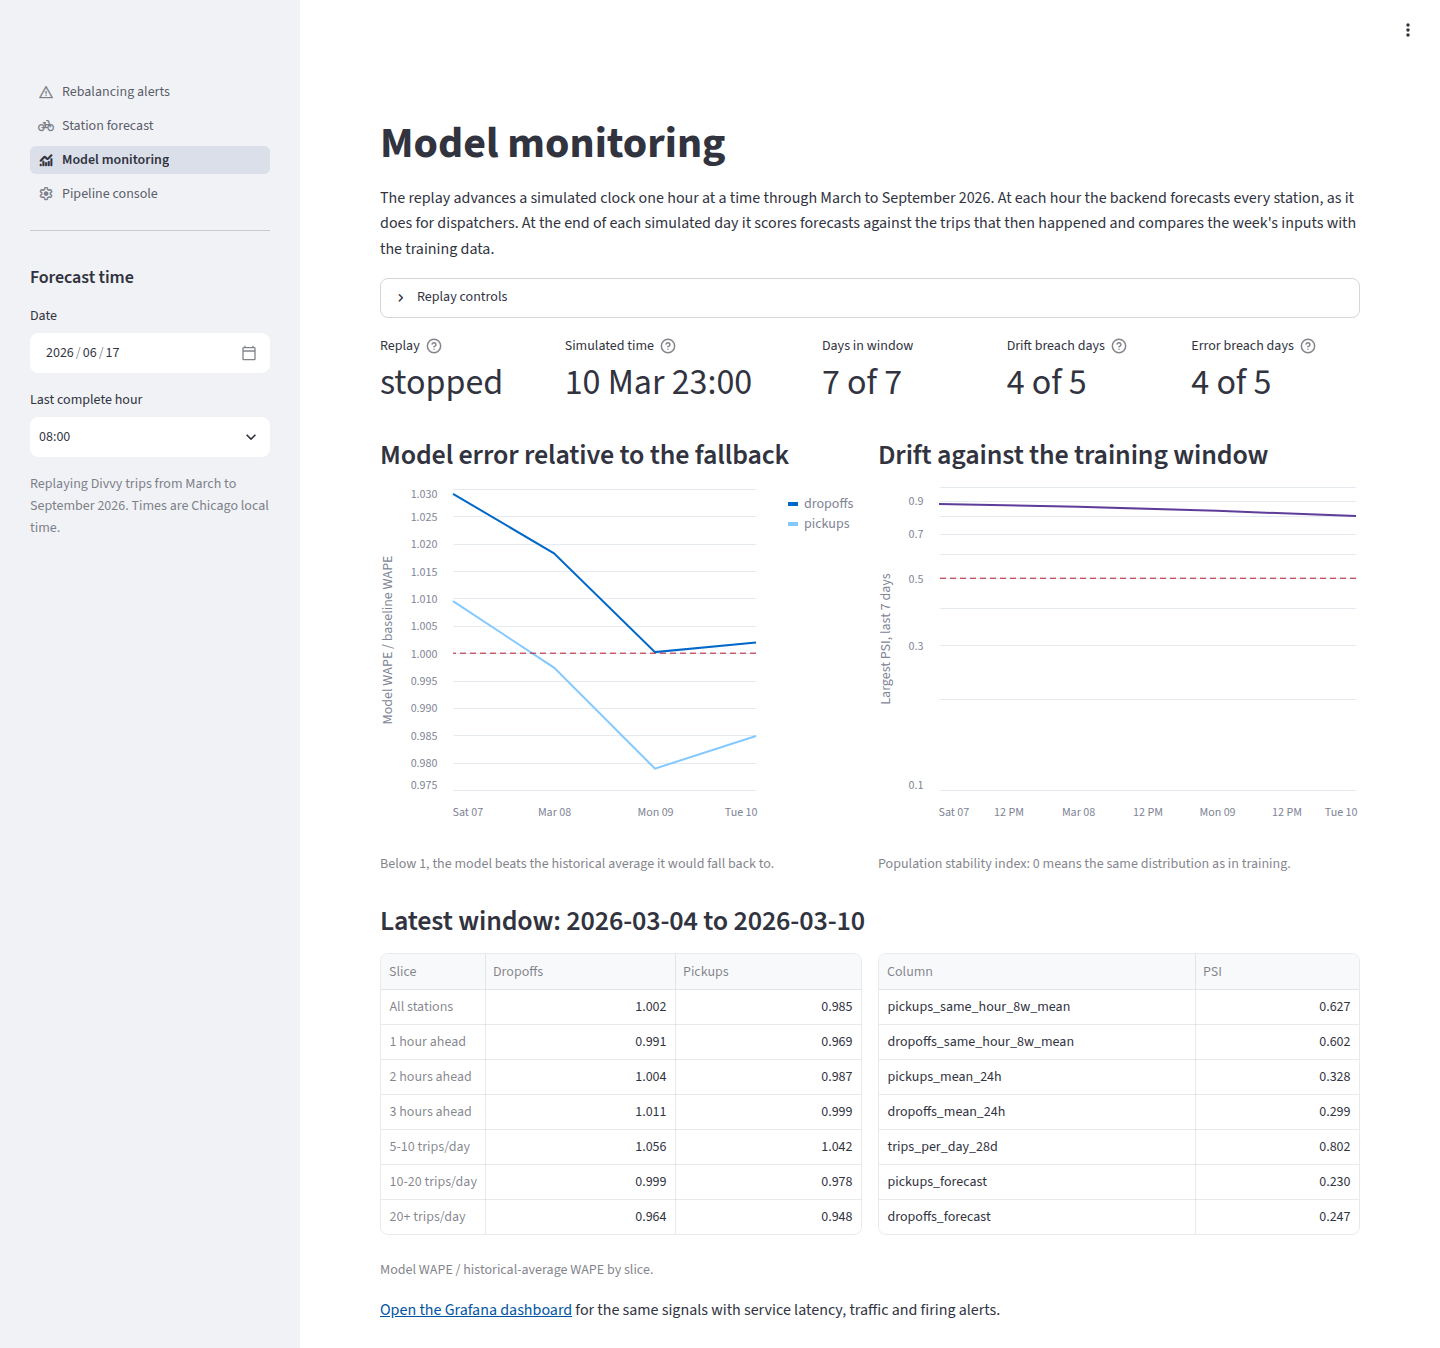 Rebalancing alerts
Station forecast
Model monitoring
Pipeline console
Forecast time
Date
2026 / 06 / 17
Last complete hour
08:00
Replaying Divvy trips from March to
September 2026. Times are Chicago local
time.
Model monitoring
The replay advances a simulated clock one hour at a time through March to September 2026. At each hour the backend forecasts every station, as it
does for dispatchers. At the end of each simulated day it scores forecasts against the trips that then happened and compares the week's inputs with
the training data.
Replay controls
Replay Simulated time Days in window Drift breach days Error breach days
stopped 10 Mar 23:00 7 of 7 4 of 5 4 of 5
Model error relative to the fallback
Model WAPE / baseline WAPE
1.030
1.025
1.020
1.015
1.010
1.005
1.000
0.995
0.990
0.985
0.980
0.975
Sat 07 Mar 08 Mon 09 Tue 10
dropoffs
pickups
Below 1, the model beats the historical average it would fall back to.
Drift against the training window
Largest PSI, last 7 days
0.9
0.7
0.5
0.3
0.1
Sat 07 12 PM Mar 08 12 PM Mon 09 12 PM Tue 10
Population stability index: 0 means the same distribution as in training.
Latest window: 2026-03-04 to 2026-03-10
Slice Dropoffs Pickups
All stations 1.002 0.985
1 hour ahead 0.991 0.969
2 hours ahead 1.004 0.987
3 hours ahead 1.011 0.999
5-10 trips/day 1.056 1.042
10-20 trips/day 0.999 0.978
20+ trips/day 0.964 0.948
Column PSI
pickups_same_hour_8w_mean 0.627
dropoffs_same_hour_8w_mean 0.602
pickups_mean_24h 0.328
dropoffs_mean_24h 0.299
trips_per_day_28d 0.802
pickups_forecast 0.230
dropoffs_forecast 0.247
Model WAPE / historical-average WAPE by slice.
Open the Grafana dashboard for the same signals with service latency, traffic and firing alerts.